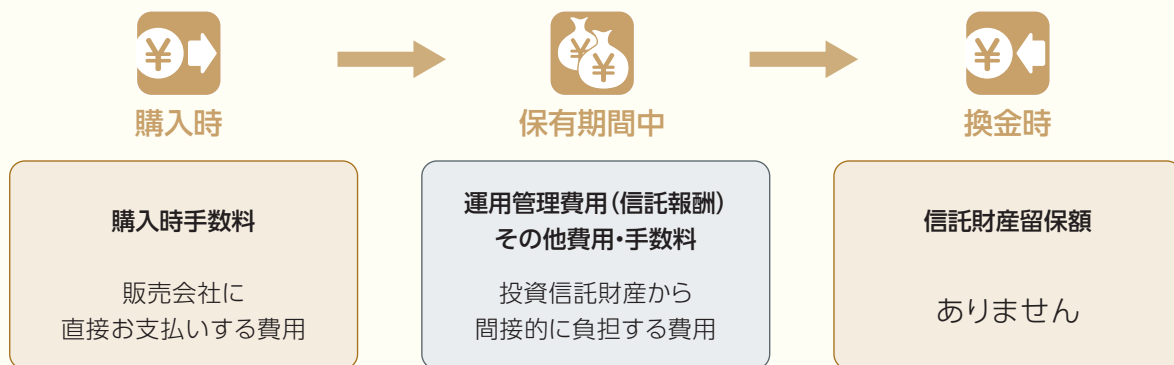 ¥
¥
¥
¥
購入時
保有期間中
換金時
購入時手数料
販売会社に
直接お支払いする費用
運用管理費用(信託報酬)
その他費用・手数料
投資信託財産から
間接的に負担する費用
信託財産留保額
ありません